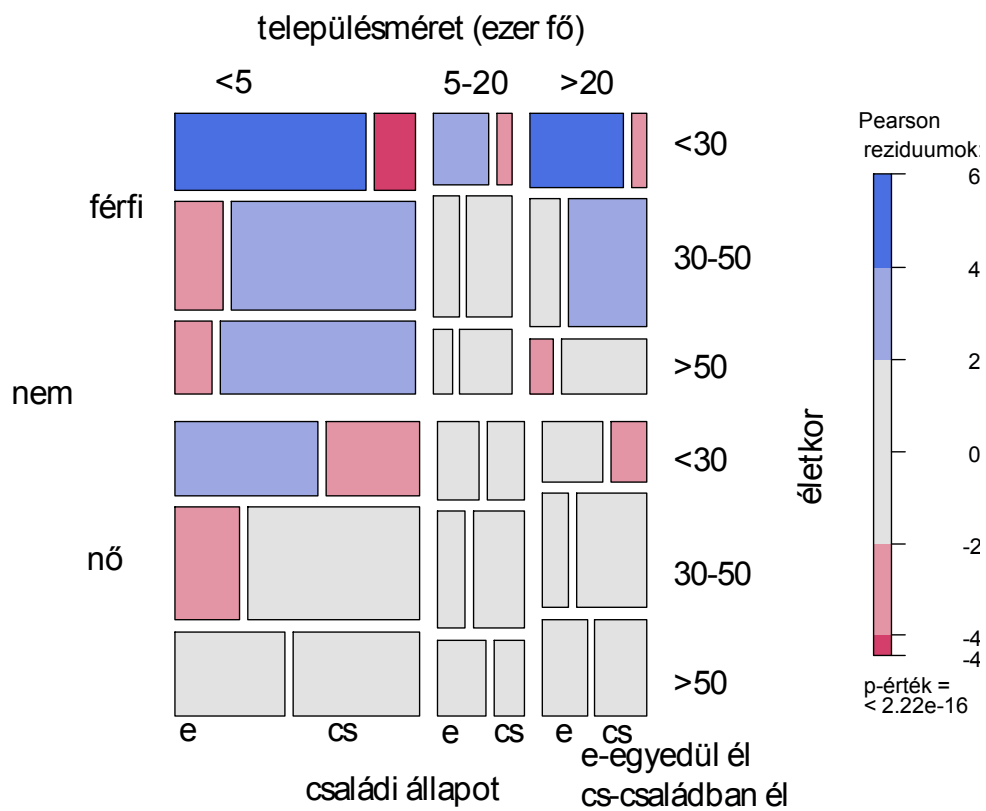 településméret (ezer fő)
<5 5-20 >20
<30
férfi
30-50
>50
nem
<30
nő
30-50
>50
e cs e cs e cs
családi állapot
e-egyedül él
cs-családban él
Pearson
reziduumok:
6
4
2
0
-2
-4
-4
életkor
p-érték =
< 2.22e-16